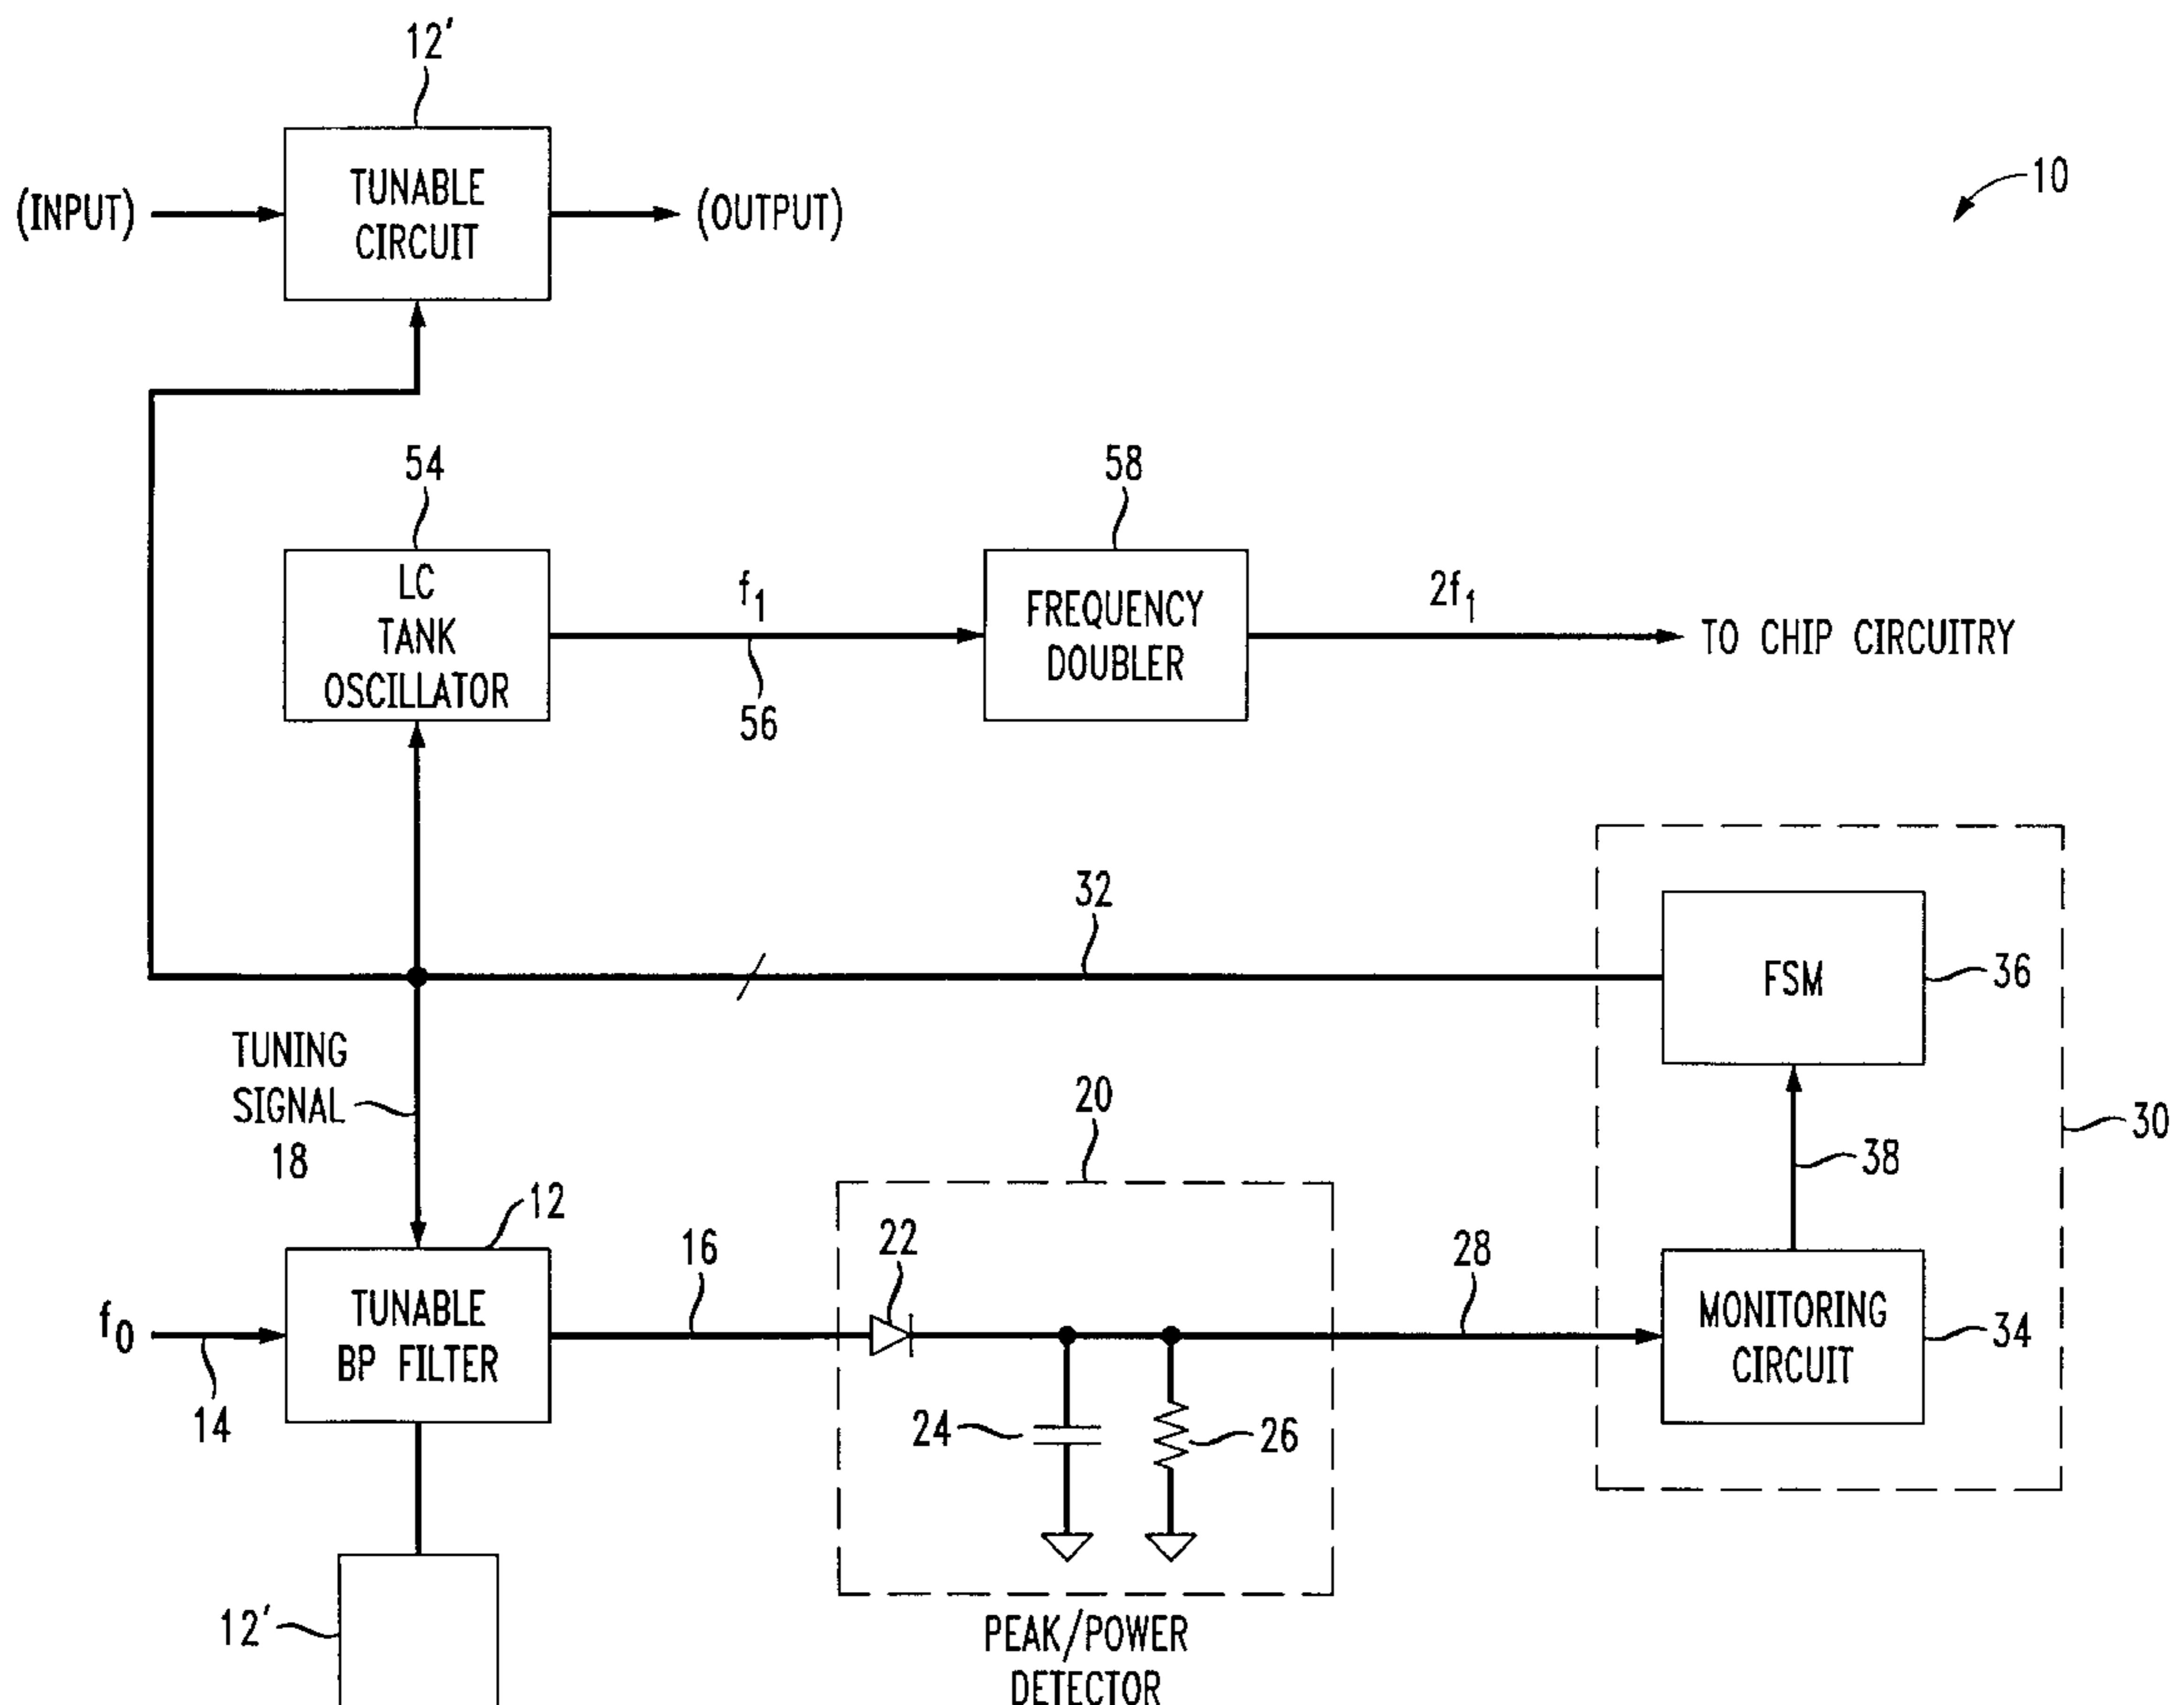 12'
TUNABLE
CIRCUIT
(INPUT)
(OUTPUT)
10
54
LC
TANK
OSCILLATOR
f1
56
58
FREQUENCY
DOUBLER
2f1
TO CHIP CIRCUITRY
32
FSM
36
30
38
TUNING
SIGNAL
18
12
20
22
16
28
f0
14
TUNABLE
BP FILTER
24
26
MONITORING
CIRCUIT
34
12'
PEAK/POWER
DETECTOR